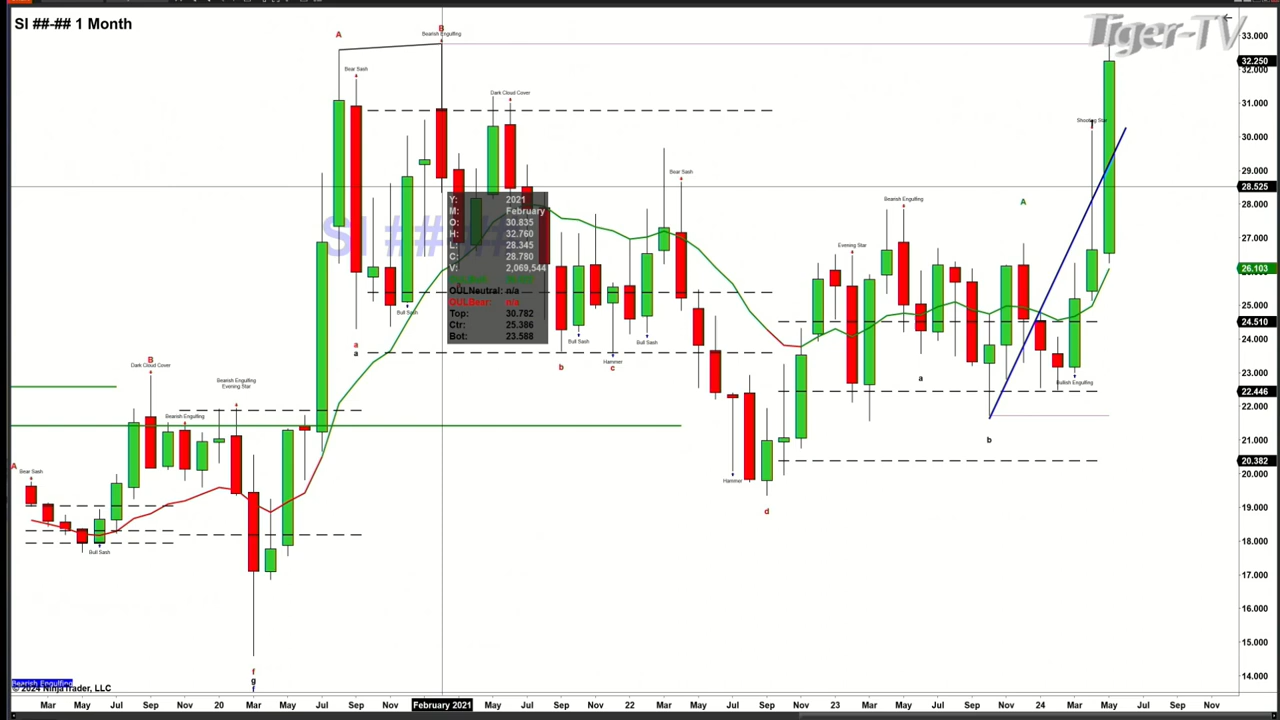 SI ##-## 1 Month
Tiger-TV
A
B
Bearish Engulfing
Bear Sash
Dark Cloud Cover
33.000
32.250
32.000
31.000
30.000
29.000
28.525
28.000
27.000
26.103
25.000
24.510
24.000
23.000
22.446
22.000
21.000
20.382
20.000
19.000
18.000
17.000
16.000
15.000
14.000
Shooting Star
f
Bear Sash
Bearish Engulfing
A
Evening Star
SI ##-##
Y: 2021
M: February
O: 30.835
H: 32.760
L: 28.345
C: 28.780
V: 2,069,544
OULNeutral: n/a
OULBear: n/a
Top: 30.782
Ctr: 25.386
Bot: 23.588
Bull Sash
a
a
B
Dark Cloud Cover
Bearish Engulfing
Evening Star
Bearish Engulfing
Bull Sash
b
Hammer
c
Bull Sash
a
Bullish Engulfing
b
A
Bear Sash
Hammer
d
Bull Sash
f
g
f
Bearish Engulfing
© 2024 NinjaTrader, LLC
Mar May Jul Sep Nov 20 Mar May Jul Sep Nov February 2021 May Jul Sep Nov 22 Mar May Jul Sep Nov 23 Mar May Jul Sep Nov 24 Mar May Jul Sep Nov